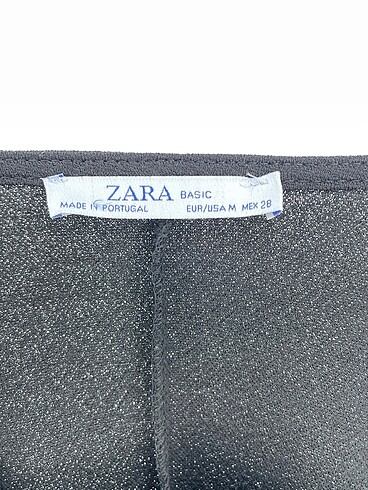 ZARA BASIC
MADE IN PORTUGAL EUR/USA M MEX 28